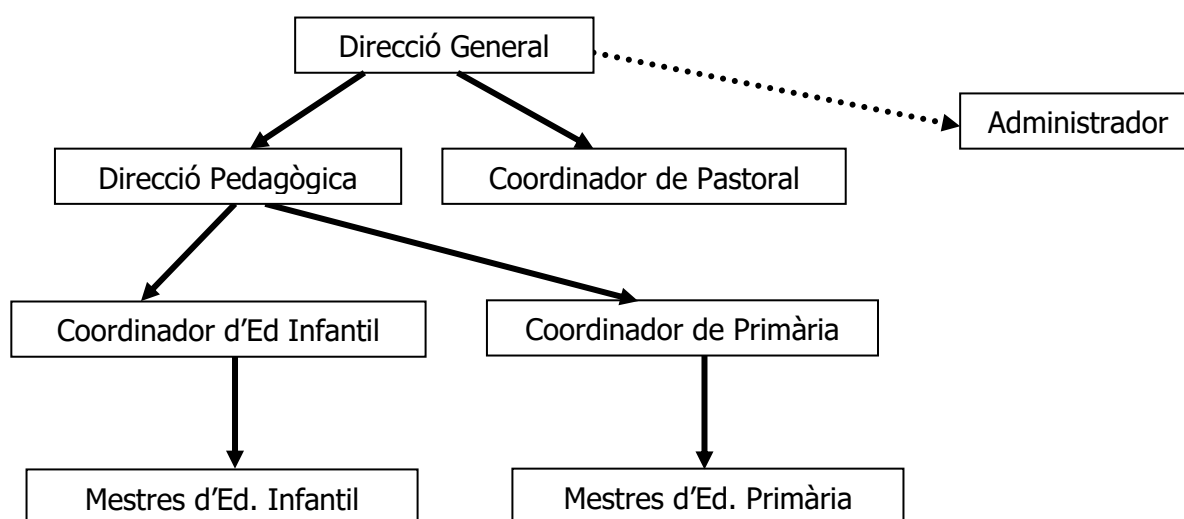 Direcció General
Administrador
Direcció Pedagògica
Coordinador de Pastoral
Coordinador d’Ed Infantil
Coordinador de Primària
Mestres d’Ed. Infantil
Mestres d’Ed. Primària